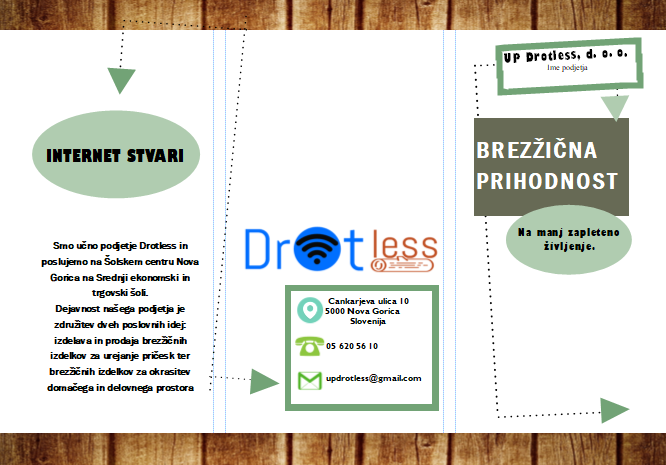 INTERNET STVARI
Smo učno podjetje Drotless in
poslujemo na Šolskem centru Nova
Gorica na Srednji ekonomski in
trgovski šoli.
Dejavnost našega podjetja je
združitev dveh poslovnih idej:
izdelava in prodaja brezžičnih
izdelkov za urejanje pričesk ter
brezžičnih izdelkov za okrasitev
domačega in delovnega prostora
Drotless
Cankarjeva ulica 10
5000 Nova Gorica
Slovenija
05 620 56 10
updrotless@gmail.com
UP Drotless, d. o. o.
Ime podjetja
BREZŽIČNA
PRIHODNOST
Na manj zapleteno
življenje.